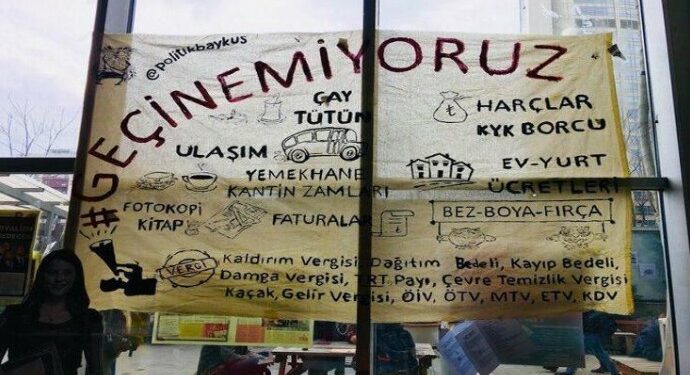 @politikbaykus
#GEÇİNEMİYORUZ
ÇAY
TÜTÜN
HARÇLAR
KYK BORCU
ULAŞIM
YEMEKHANE
KANTİN ZAMLARI
EV-YURT
ÜCRETLERİ
FOTOKOPİ
KİTAP
FATURALAR
BEZ-BOYA-FIRÇA
VERGİ
Kaldırım Vergisi, Dağıtım Bedeli, Kayıp Bedeli,
Damga Vergisi, TRT Payı, Çevre Temizlik Vergisi
Kaçak, Gelir Vergisi, ÖİV, ÖTV, MTV, ETV, KDV